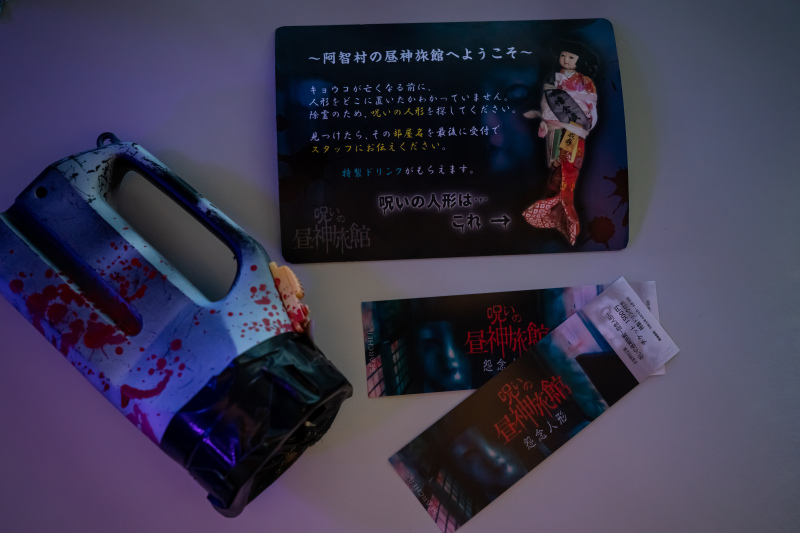 ～阿智村の昼神旅館へようこそ～
キョウコが亡くなる前に、
人形をどこに置いたかわかっていません。
除霊のため、呪いの人形を探してください。
見つけたら、その部屋名を最後に受付で
スタッフにお伝えください。
特製ドリンクがもらえます。
呪いの人形は…
これ →
呪いの
昼神旅館
呪いの
昼神旅館
怨念人
呪いの
昼神旅館
怨念人形